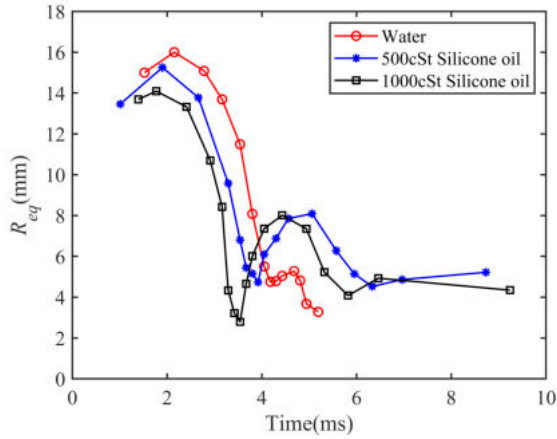 18
16
14
12
10
8
6
4
2
0
R_eq(mm)
Water
500cSt Silicone oil
1000cSt Silicone oil
0 2 4 6 8 10
Time(ms)